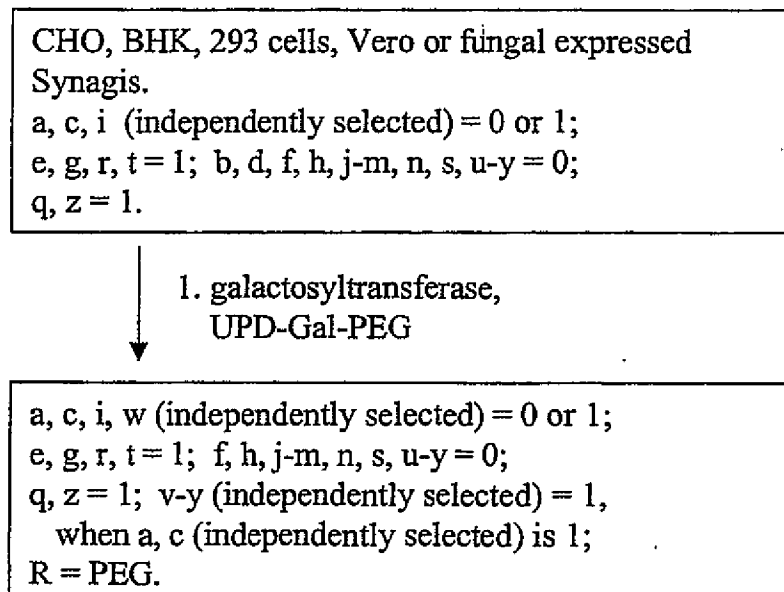 CHO, BHK, 293 cells, Vero or fungal expressed
Synagis.
a, c, i (independently selected) = 0 or 1;
e, g, r, t = 1; b, d, f, h, j-m, n, s, u-y = 0;
q, z = 1.
1. galactosyltransferase,
UPD-Gal-PEG
a, c, i, w (independently selected) = 0 or 1;
e, g, r, t = 1; f, h, j-m, n, s, u-y = 0;
q, z = 1; v-y (independently selected) = 1,
when a, c (independently selected) is 1;
R = PEG.